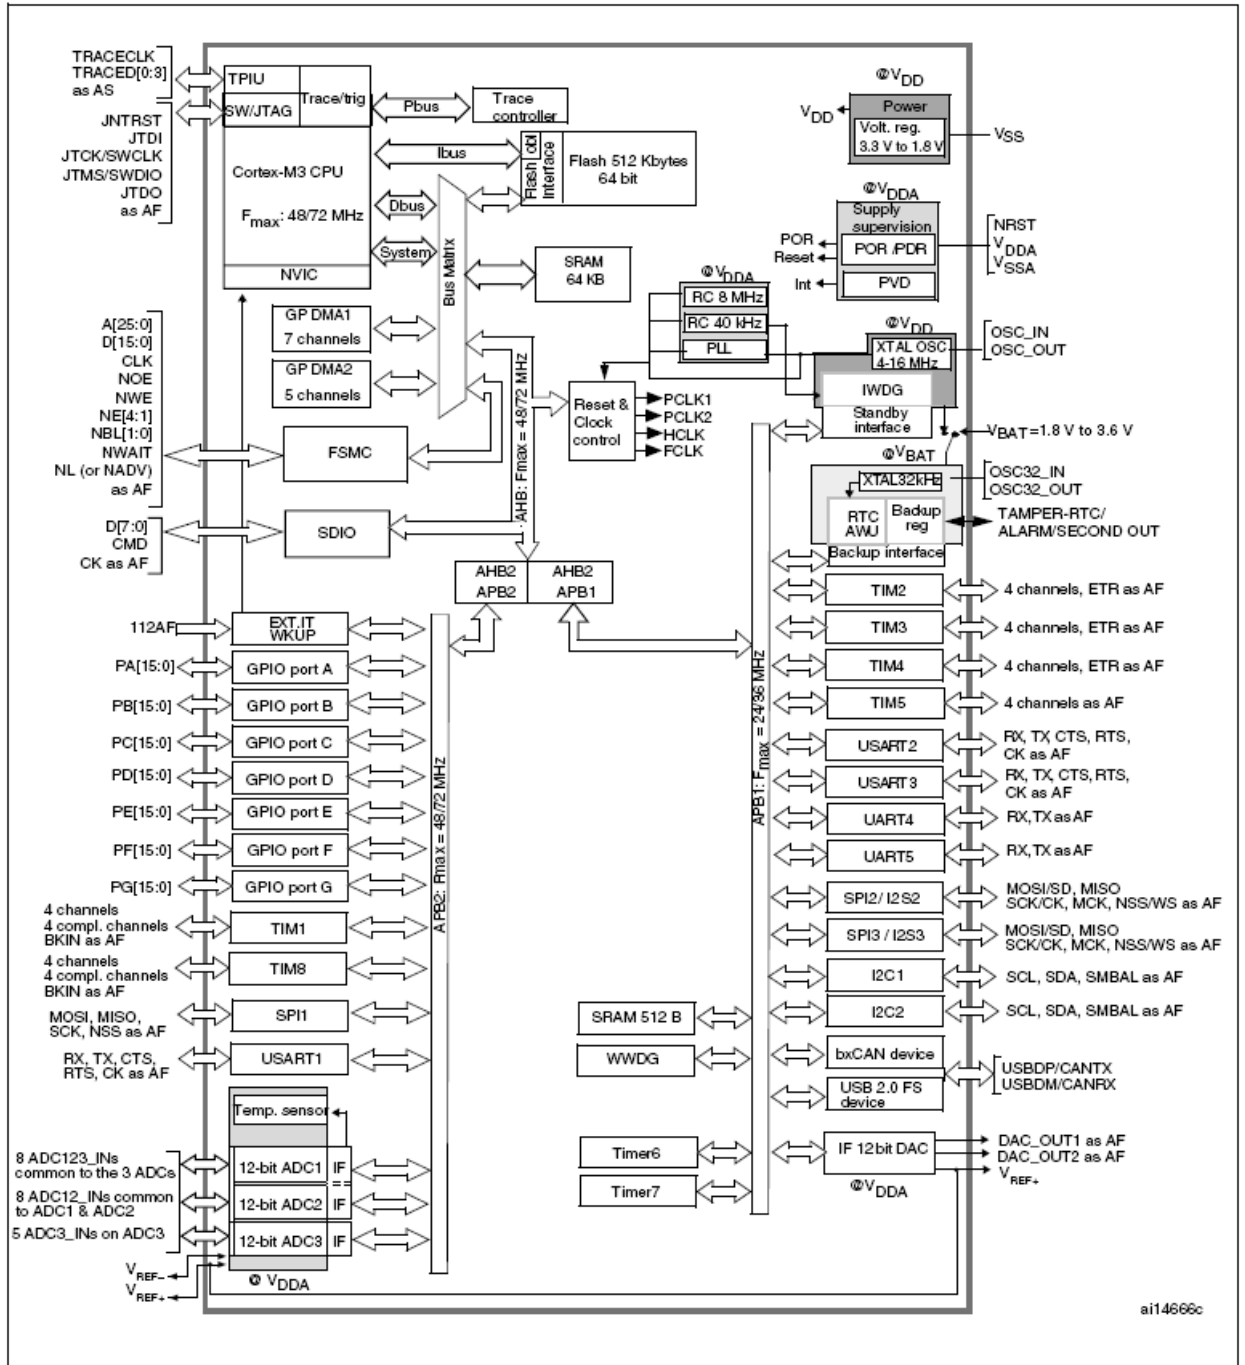 TRACECLK
TRACED[0:3]
as AS
JNTRST
JTDI
JTCK/SWCLK
JTMS/SWDIO
JTDO
as AF
TPIU
SW/JTAG
Trace/trig
Pbus
Trace
controller
Cortex-M3 CPU
Fmax: 48/72 MHz
NVIC
Ibus
Dbus
System
Flash obl
Interface
Flash 512 Kbytes
64 bit
Bus Matrix
SRAM
64 KB
GP DMA1
7 channels
GP DMA2
5 channels
@VDD
Power
VDD
Volt. reg.
3.3 V to 1.8 V
VSS
@VDDA
Supply
supervision
POR
Reset
Int
POR /PDR
PVD
NRST
VDDA
VSSA
@VDDA
RC 8 MHz
RC 40 kHz
PLL
@VDD
XTAL OSC
4-16 MHz
OSC_IN
OSC_OUT
IWDG
Standby
interface
Reset &
Clock
control
PCLK1
PCLK2
HCLK
FCLK
VBAT=1.8 V to 3.6 V
@VBAT
XTAL32kHz
OSC32_IN
OSC32_OUT
RTC
AWU
Backup
reg
TAMPER-RTC/
ALARM/SECOND OUT
Backup interface
A[25:0]
D[15:0]
CLK
NOE
NWE
NE[4:1]
NBL[1:0]
NWAIT
NL (or NADV)
as AF
FSMC
D[7:0]
CMD
CK as AF
SDIO
AHB: Fmax = 48/72 MHz
AHB2
APB2
AHB2
APB1
112AF
EXT.IT
WKUP
PA[15:0]
GPIO port A
PB[15:0]
GPIO port B
PC[15:0]
GPIO port C
PD[15:0]
GPIO port D
PE[15:0]
GPIO port E
PF[15:0]
GPIO port F
PG[15:0]
GPIO port G
4 channels
4 compl. channels
BKIN as AF
TIM1
4 channels
4 compl. channels
BKIN as AF
TIM8
MOSI, MISO,
SCK, NSS as AF
SPI1
RX, TX, CTS,
RTS, CK as AF
USART1
Temp. sensor
8 ADC123_INs
common to the 3 ADCs
12-bit ADC1
IF
8 ADC12_INs common
to ADC1 & ADC2
12-bit ADC2
IF
5 ADC3_INs on ADC3
12-bit ADC3
IF
VREF-
VREF+
@ VDDA
APB2: Fmax = 48/72 MHz
APB1: Fmax = 24/36 MHz
TIM2
4 channels, ETR as AF
TIM3
4 channels, ETR as AF
TIM4
4 channels, ETR as AF
TIM5
4 channels as AF
USART2
RX, TX CTS, RTS,
CK as AF
USART3
RX, TX, CTS, RTS,
CK as AF
UART4
RX,TX as AF
UART5
RX,TX as AF
SPI2/ I2S2
MOSI/SD, MISO
SCK/CK, MCK, NSS/WS as AF
SPI3 / I2S3
MOSI/SD, MISO
SCK/CK, MCK, NSS/WS as AF
I2C1
SCL, SDA, SMBAL as AF
I2C2
SCL, SDA, SMBAL as AF
SRAM 512 B
WWDG
bxCAN device
USB 2.0 FS
device
USBDP/CANTX
USBDM/CANRX
Timer6
Timer7
IF 12bit DAC
DAC_OUT1 as AF
DAC_OUT2 as AF
VREF+
@VDDA
ai14666c